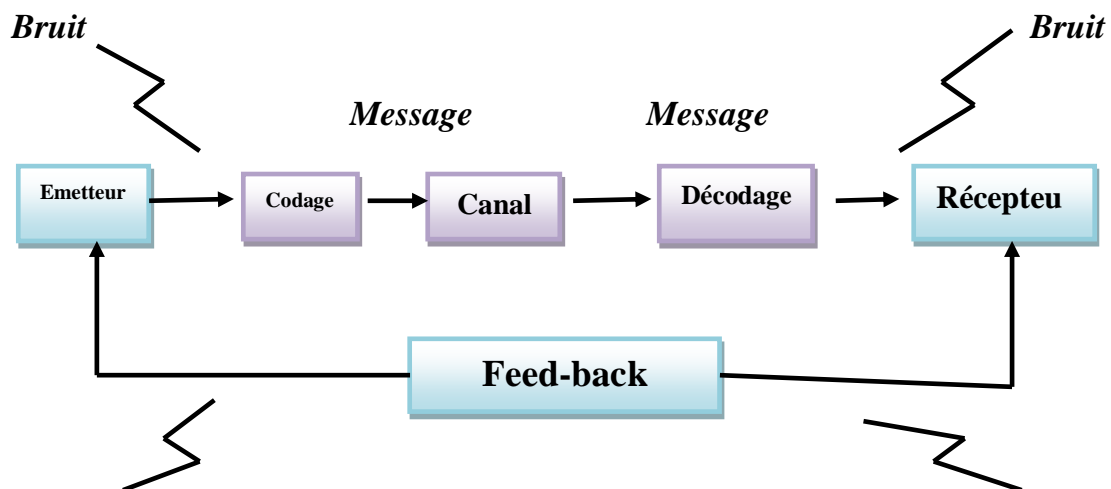 Bruit
Bruit
Message
Message
Emetteur
Codage
Canal
Décodage
Récepteu
Feed-back